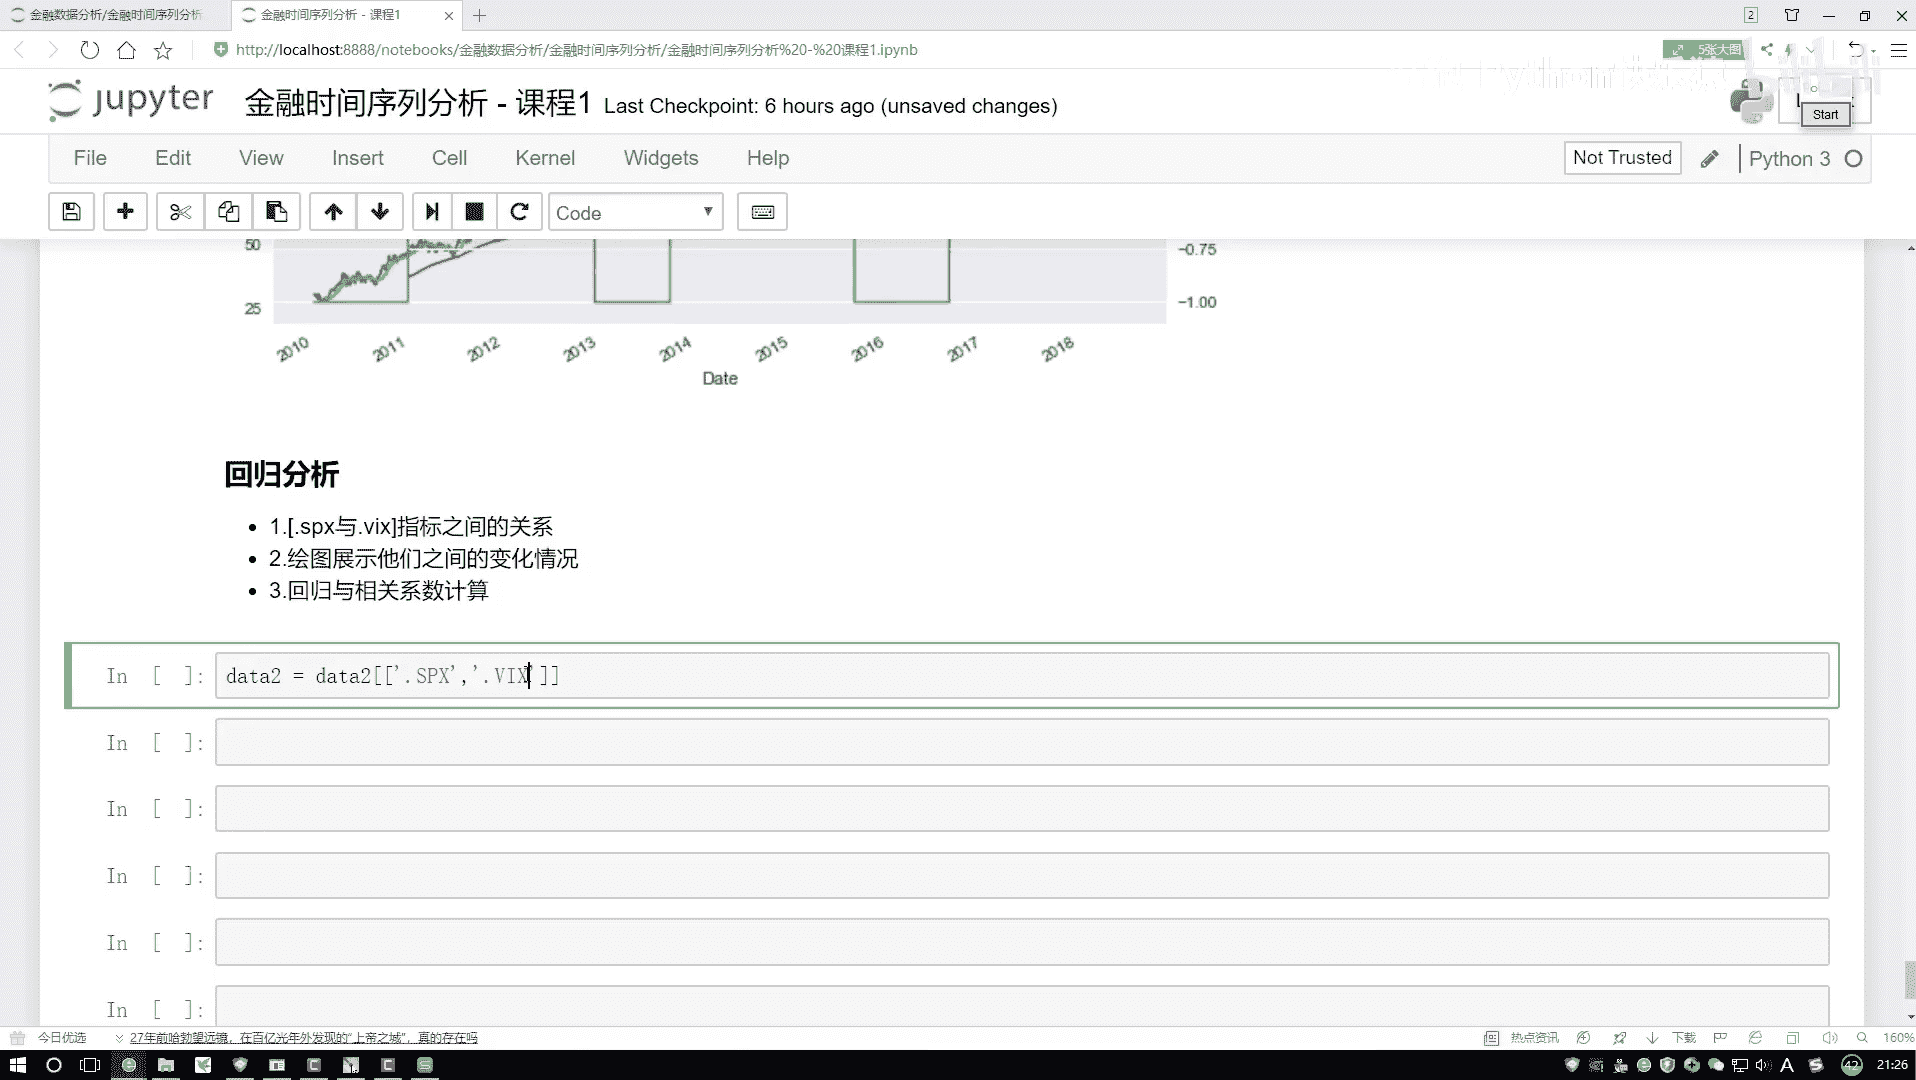 金融数据分析/金融时间序列分析
金融时间序列分析 - 课程1
2
http://localhost:8888/notebooks/金融数据分析/金融时间序列分析/金融时间序列分析%20-%20课程1.ipynb
5张大图
jupyter 金融时间序列分析 - 课程1 Last Checkpoint: 6 hours ago (unsaved changes)
Start
File Edit View Insert Cell Kernel Widgets Help
Not Trusted
Python 3
Code
50
25
−0.75
−1.00
2010 2011 2012 2013 2014 2015 2016 2017 2018
Date
回归分析
1.[.spx与.vix]指标之间的关系
2.绘图展示他们之间的变化情况
3.回归与相关系数计算
In [ ]: data2 = data2[['.SPX','.VIX']]
In [ ]:
In [ ]:
In [ ]:
In [ ]:
In [ ]:
今日优选
27年前哈勃望远镜，在百亿光年外发现的“上帝之城”，真的存在吗
热点资讯
下载
160%
A
42
21:26